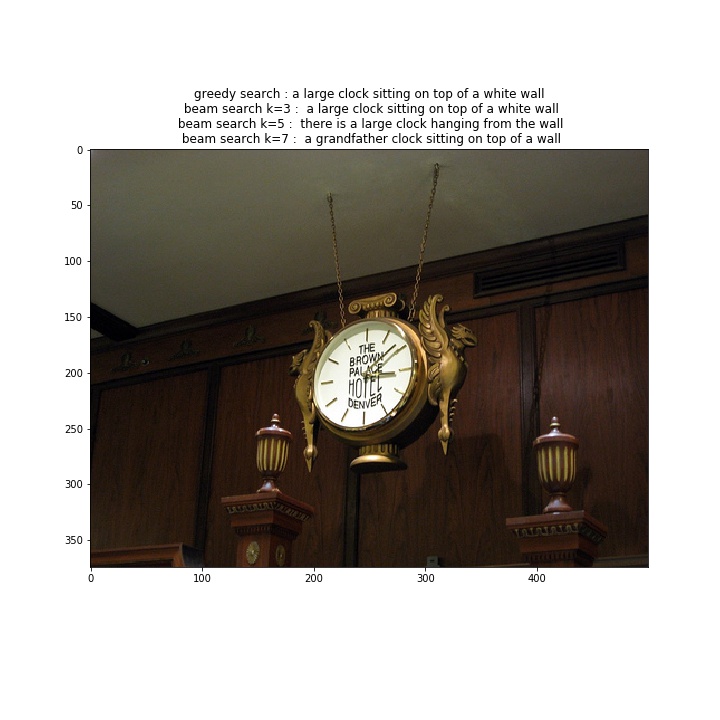 greedy search : a large clock sitting on top of a white wall
beam search k=3 :  a large clock sitting on top of a white wall
beam search k=5 :  there is a large clock hanging from the wall
beam search k=7 :  a grandfather clock sitting on top of a wall
0
50
100
150
200
250
300
350
THE
BROWN
PALACE
HOTEL
DENVER
0
100
200
300
400